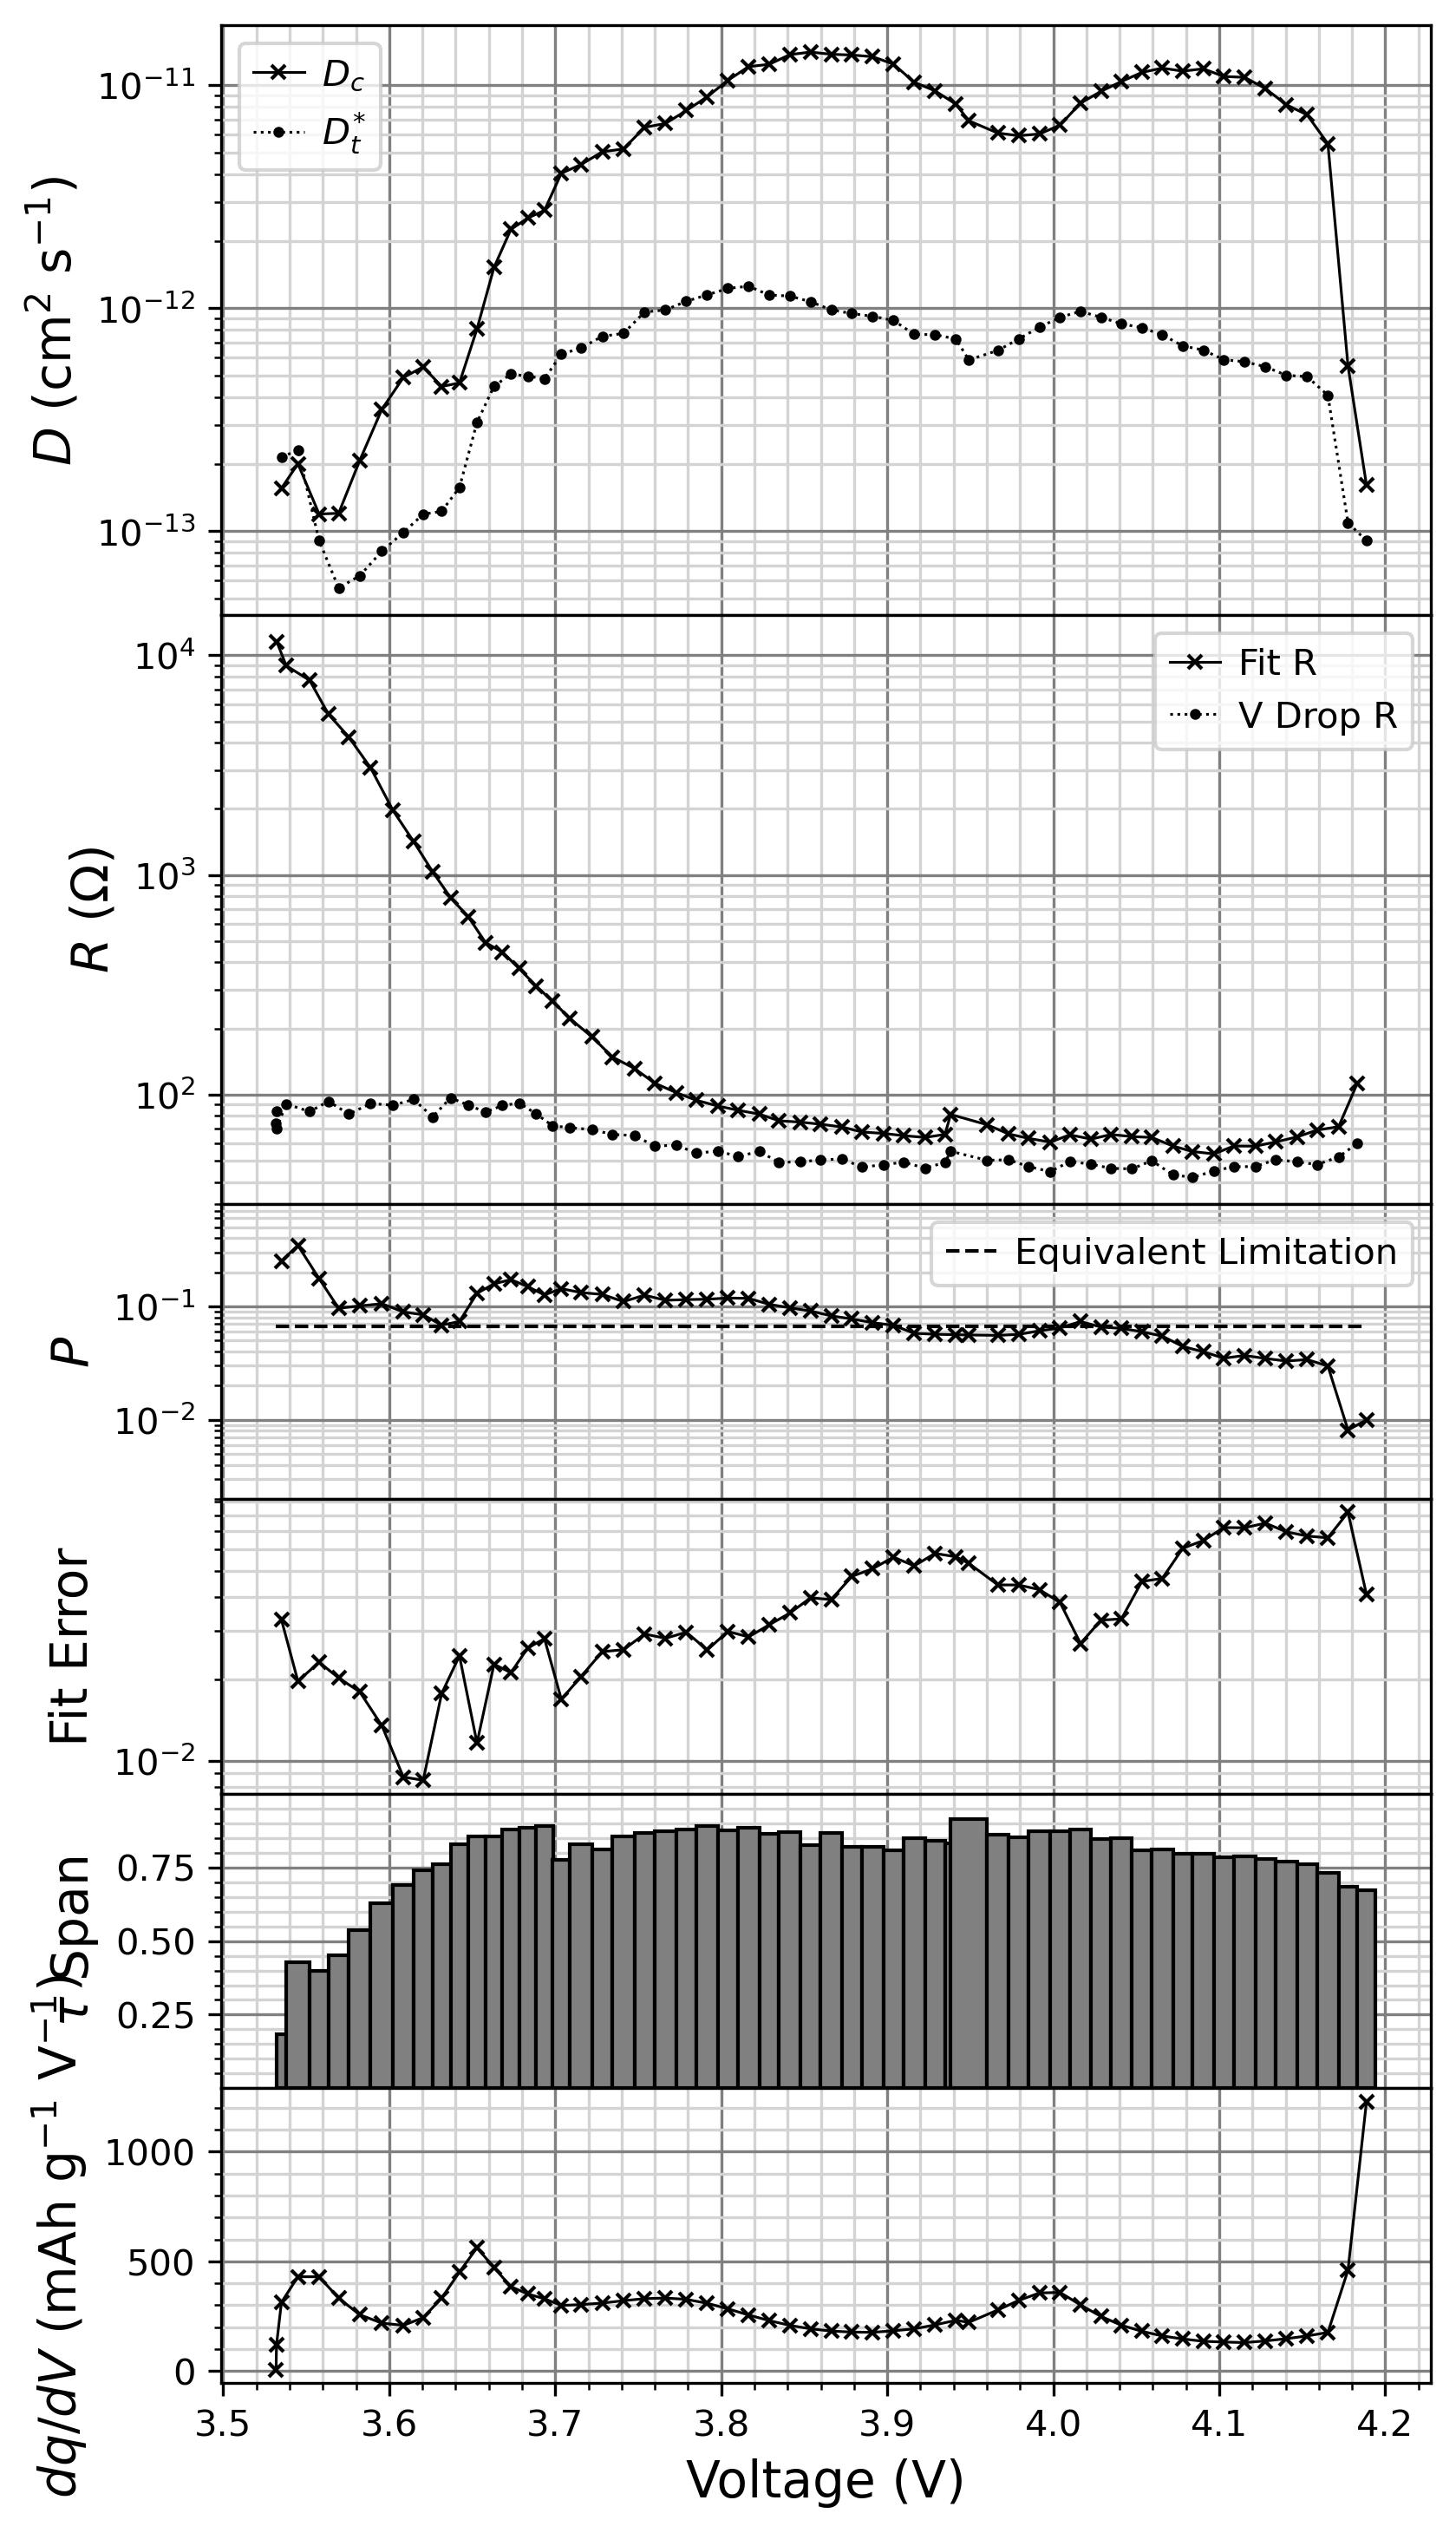 D_c
D_t^*
10^−11
10^−12
10^−13
D (cm^2 s^−1)
Fit R
V Drop R
10^4
10^3
10^2
R (Ω)
Equivalent Limitation
10^−1
10^−2
P
10^−2
Fit Error
0.75
0.50
0.25
τ Span
1000
500
0
dq/dV (mAh g^−1 V^−1)
3.5 3.6 3.7 3.8 3.9 4.0 4.1 4.2
Voltage (V)